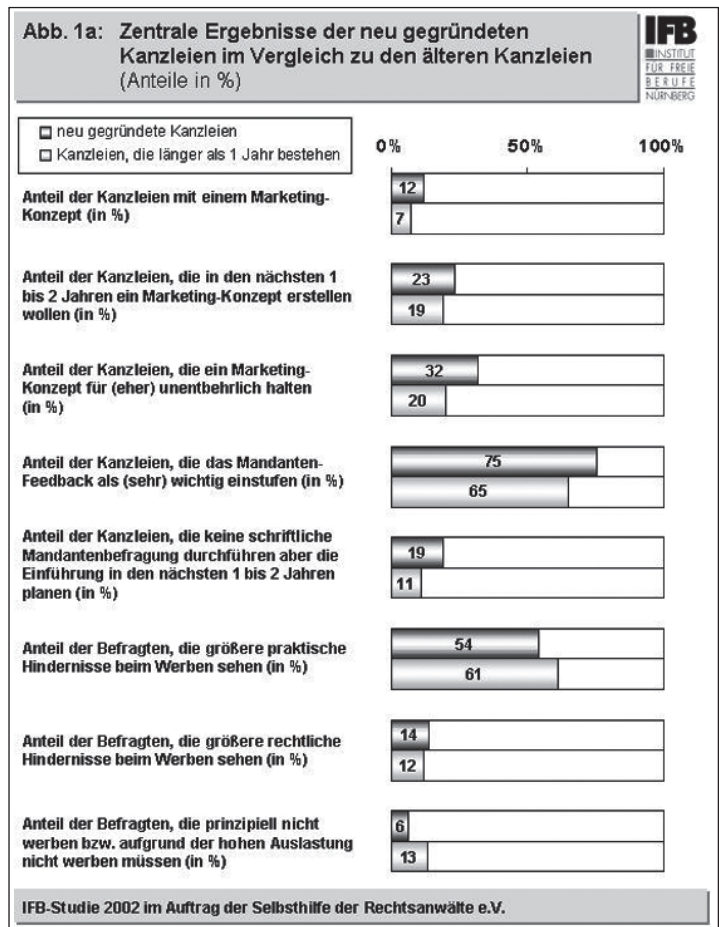 Abb. 1a: Zentrale Ergebnisse der neu gegründeten
Kanzleien im Vergleich zu den älteren Kanzleien
(Anteile in %)
IFB
INSTITUT
FÜR FREIE
BERUFE
NÜRNBERG
neu gegründete Kanzleien
Kanzleien, die länger als 1 Jahr bestehen
0% 50% 100%
Anteil der Kanzleien mit einem Marketing-
Konzept (in %)
12
7
Anteil der Kanzleien, die in den nächsten 1
bis 2 Jahren ein Marketing-Konzept erstellen
wollen (in %)
23
19
Anteil der Kanzleien, die ein Marketing-
Konzept für (eher) unentbehrlich halten
(in %)
32
20
Anteil der Kanzleien, die das Mandanten-
Feedback als (sehr) wichtig einstufen (in %)
75
65
Anteil der Kanzleien, die keine schriftliche
Mandantenbefragung durchführen aber die
Einführung in den nächsten 1 bis 2 Jahren
planen (in %)
19
11
Anteil der Befragten, die größere praktische
Hindernisse beim Werben sehen (in %)
54
61
Anteil der Befragten, die größere rechtliche
Hindernisse beim Werben sehen (in %)
14
12
Anteil der Befragten, die prinzipiell nicht
werben bzw. aufgrund der hohen Auslastung
nicht werben müssen (in %)
6
13
IFB-Studie 2002 im Auftrag der Selbsthilfe der Rechtsanwälte e.V.